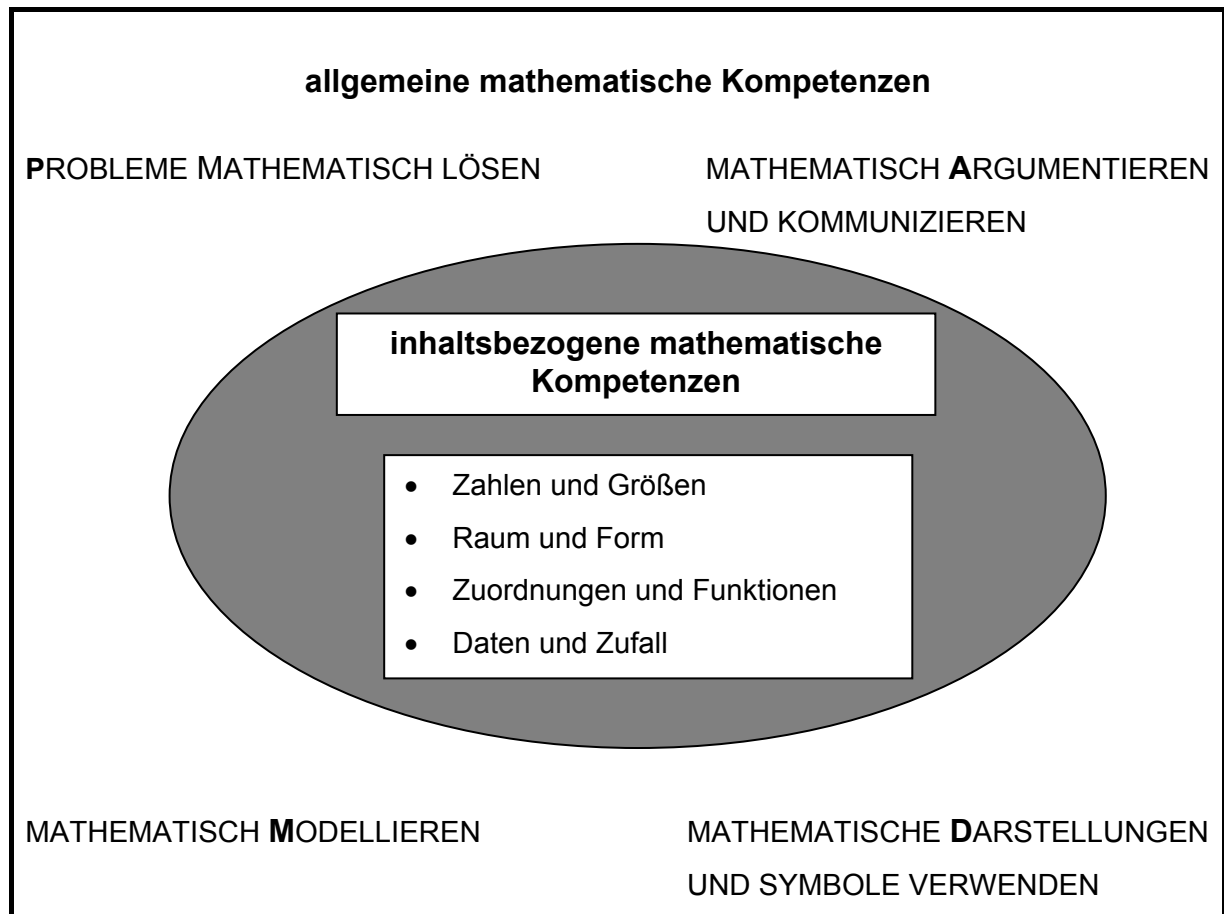 allgemeine mathematische Kompetenzen
PROBLEME MATHEMATISCH LÖSEN
MATHEMATISCH ARGUMENTIEREN
UND KOMMUNIZIEREN
inhaltsbezogene mathematische
Kompetenzen
• Zahlen und Größen
• Raum und Form
• Zuordnungen und Funktionen
• Daten und Zufall
MATHEMATISCH MODELLIEREN
MATHEMATISCHE DARSTELLUNGEN
UND SYMBOLE VERWENDEN